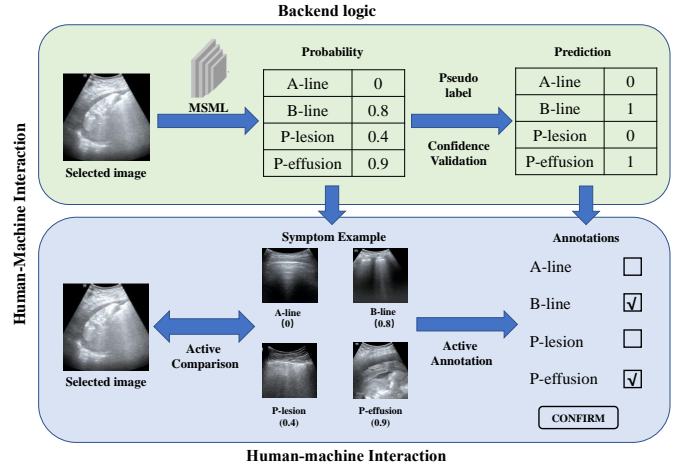 Backend logic
Human-Machine Interaction
Probability
Prediction
MSML
Selected image
A-line 0
B-line 0.8
P-lesion 0.4
P-effusion 0.9
Pseudo
label
Confidence
Validation
A-line 0
B-line 1
P-lesion 0
P-effusion 1
Symptom Example
Annotations
Selected image
Active
Comparison
A-line
(0)
B-line
(0.8)
P-lesion
(0.4)
P-effusion
(0.9)
Active
Annotation
A-line
B-line √
P-lesion
P-effusion √
CONFIRM
Human-machine Interaction